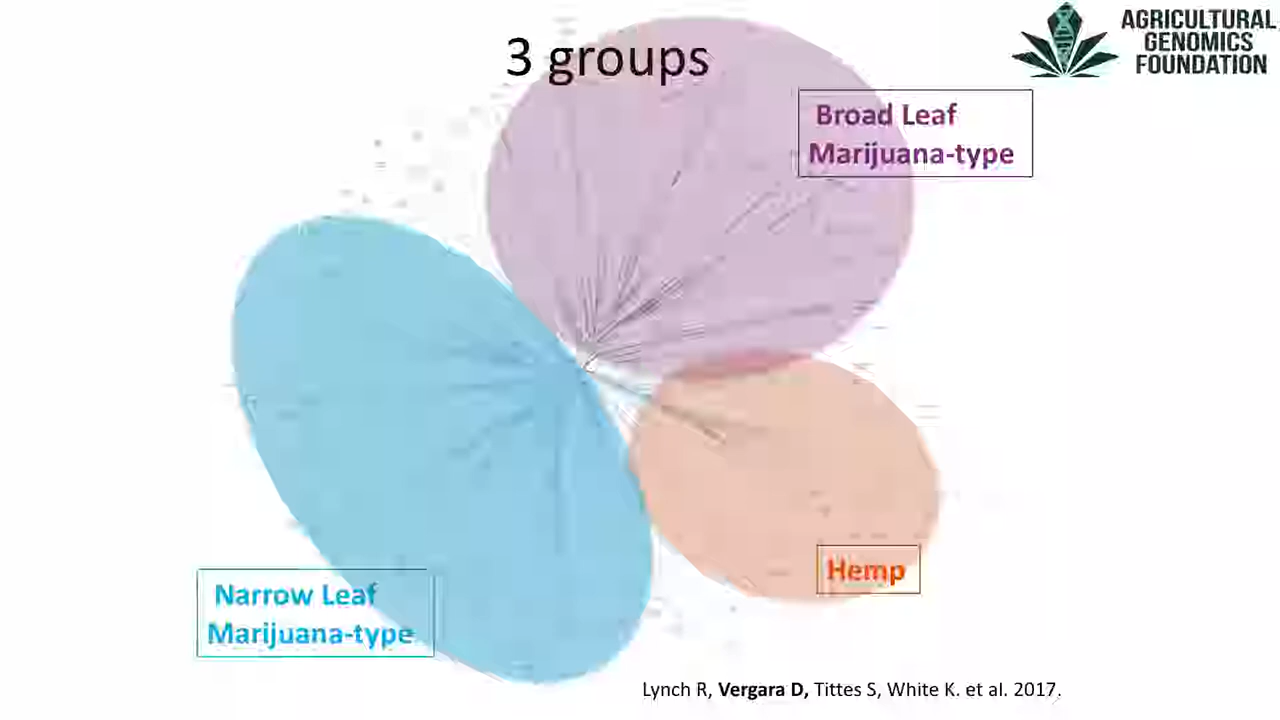 3 groups
AGRICULTURAL
GENOMICS
FOUNDATION
Broad Leaf
Marijuana-type
Hemp
Narrow Leaf
Marijuana-type
Lynch R, Vergara D, Tittes S, White K. et al. 2017.